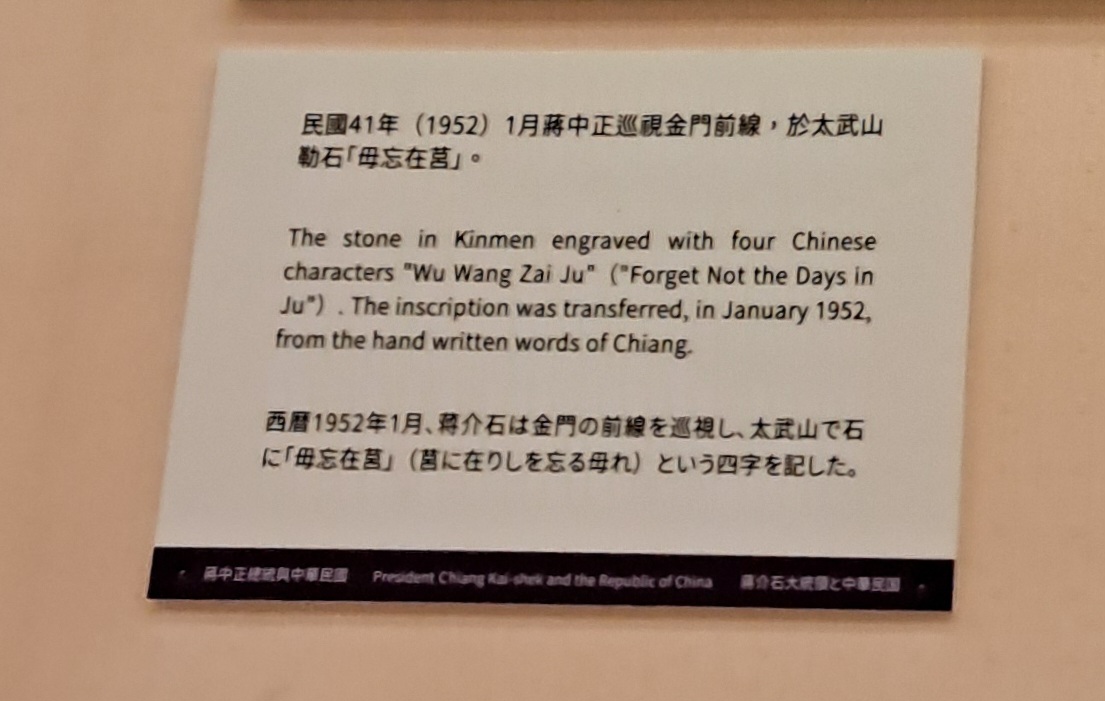 民國41年（1952）1月蔣中正巡視金門前線，於太武山
勒石「毋忘在莒」。
The stone in Kinmen engraved with four Chinese
characters "Wu Wang Zai Ju" ("Forget Not the Days in
Ju") . The inscription was transferred, in January 1952,
from the hand written words of Chiang.
西暦1952年1月、蒋介石は金門の前線を巡視し、太武山で石
に「毋忘在莒」（莒に在りしを忘る毋れ）という四字を記した。
蔣中正總統與中華民國 President Chiang Kai-shek and the Republic of China 蒋介石大統領と中華民国